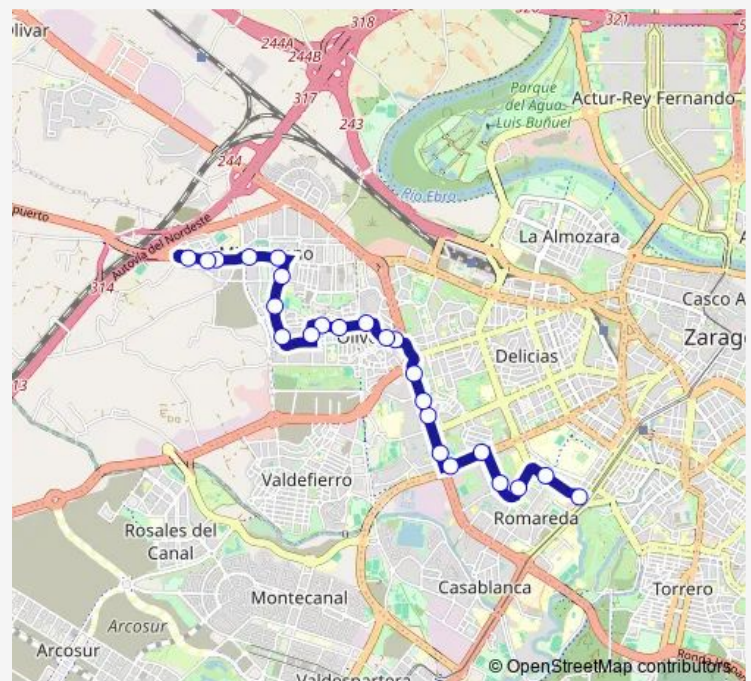 318
321
244A
244B
Olivar
317
Parque
del Agua
Luis Buñuel
Actur-Rey Fernando
243
244
Río Ebro
puerto
Autovía del Nordeste
La Almozara
314
Casco A
Zarag
Delicias
13
Valdefierro
Rosales del
Canal
Romareda
Montecanal
Casablanca
Torrero
Arcosur
Arcosur
Valdespartera
© OpenStreetMap contributors